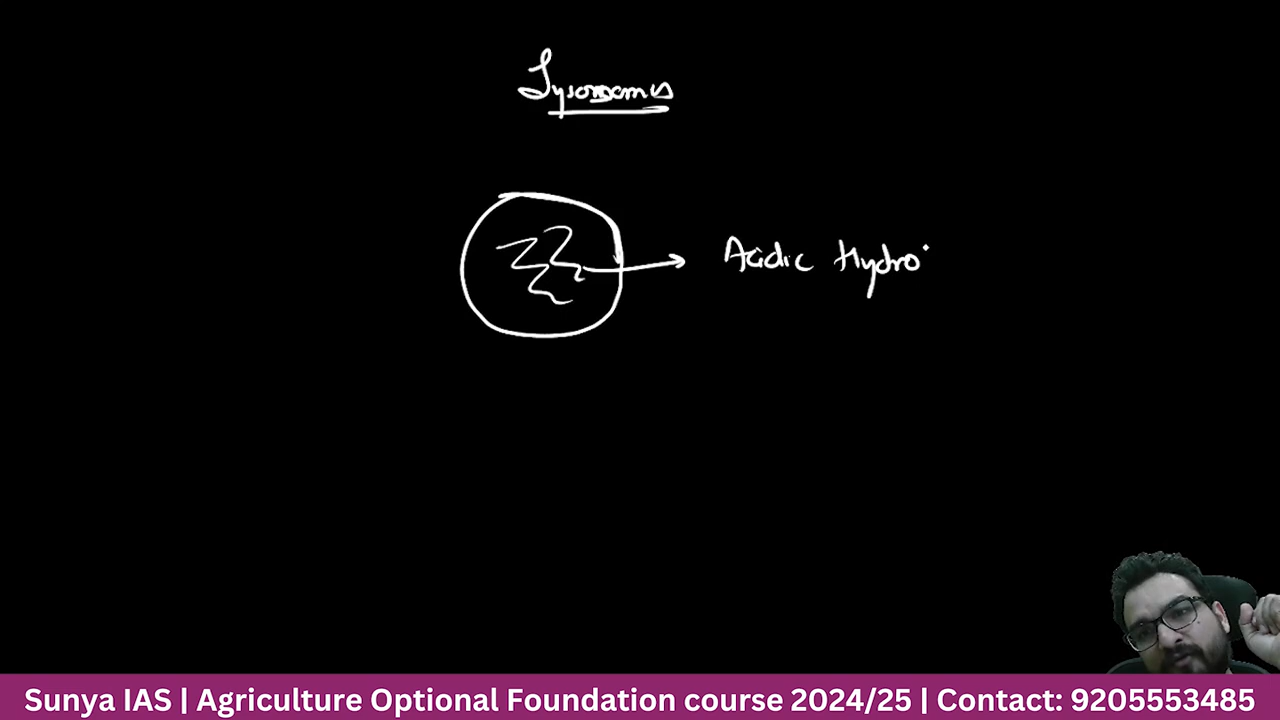 Lysosomes
Acidic Hydro
Sunya IAS | Agriculture Optional Foundation course 2024/25 | Contact: 9205553485